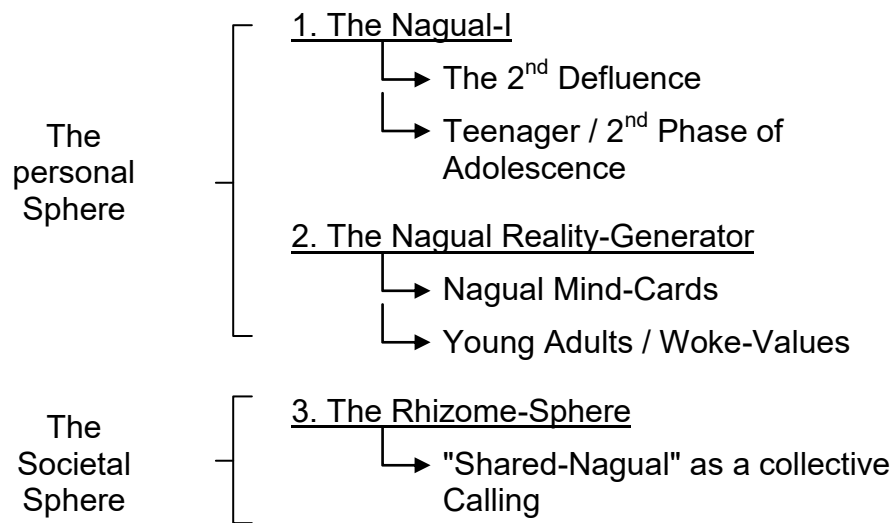 The
personal
Sphere
1. The Nagual-I
The 2nd Defluence
Teenager / 2nd Phase of
Adolescence
2. The Nagual Reality-Generator
Nagual Mind-Cards
Young Adults / Woke-Values
The
Societal
Sphere
3. The Rhizome-Sphere
"Shared-Nagual" as a collective
Calling